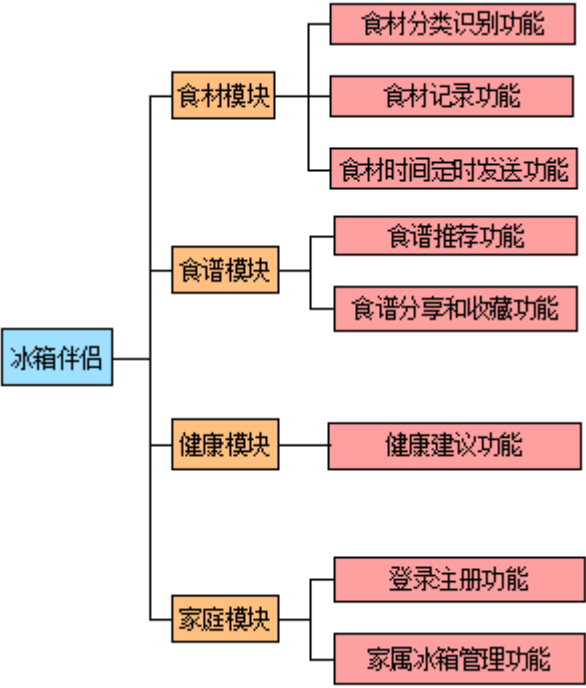 冰箱伴侣
食材模块
食材分类识别功能
食材记录功能
食材时间定时发送功能
食谱模块
食谱推荐功能
食谱分享和收藏功能
健康模块
健康建议功能
家庭模块
登录注册功能
家属冰箱管理功能